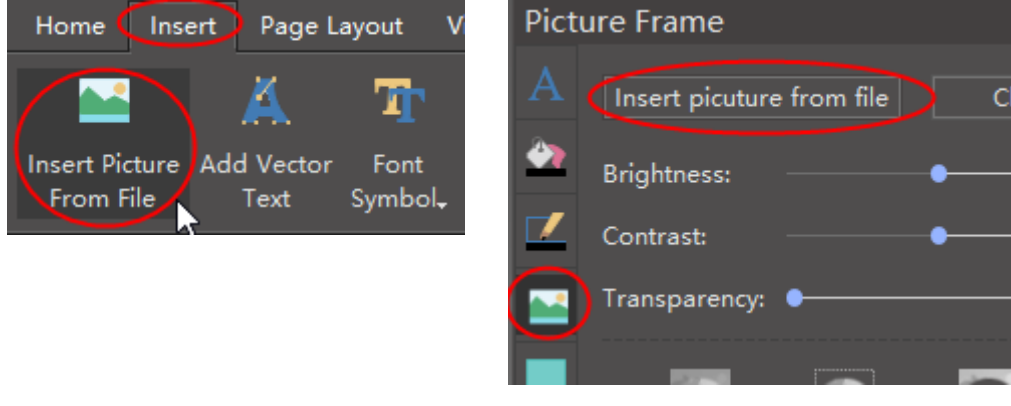 Home Insert Page Layout
Insert Picture Add Vector Font
From File Text Symbol
Picture Frame
A
Insert picuture from file
Brightness:
Contrast:
Transparency: